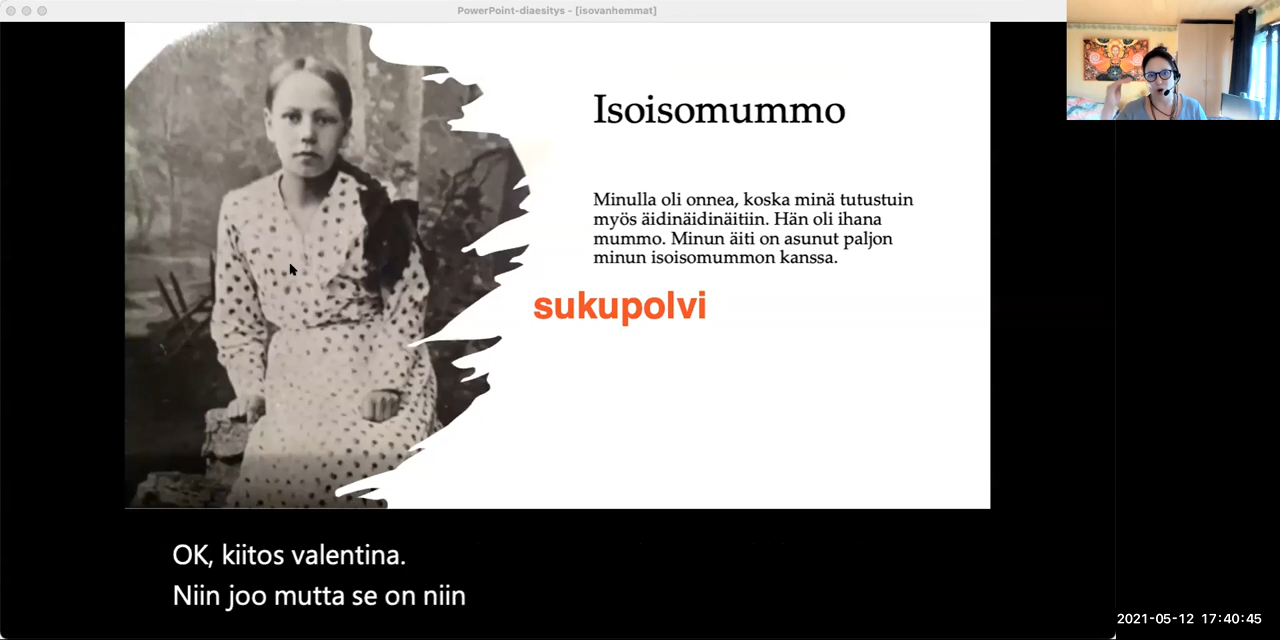 PowerPoint-diaesitys - [isovanhemmat]
Isoisomummo
Minulla oli onnea, koska minä tutustuin
myös äidinäidinäitiin. Hän oli ihana
mummo. Minun äiti on asunut paljon
minun isoisomummon kanssa.
sukupolvi
OK, kiitos valentina.
Niin joo mutta se on niin
2021-05-12 17:40:45